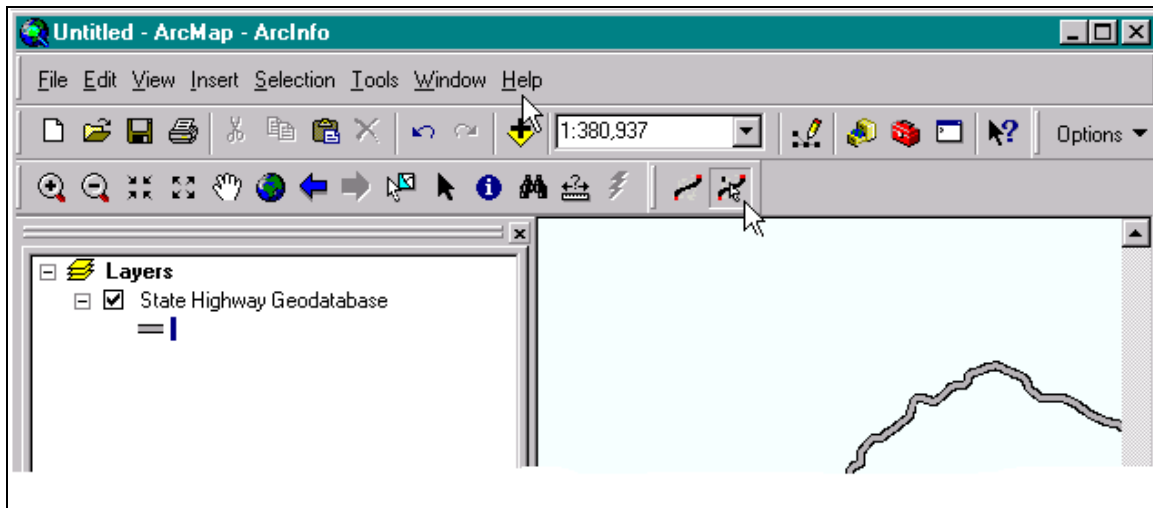 Untitled - ArcMap - ArcInfo
File Edit View Insert Selection Tools Window Help
1:380,937
Options
Layers
State Highway Geodatabase